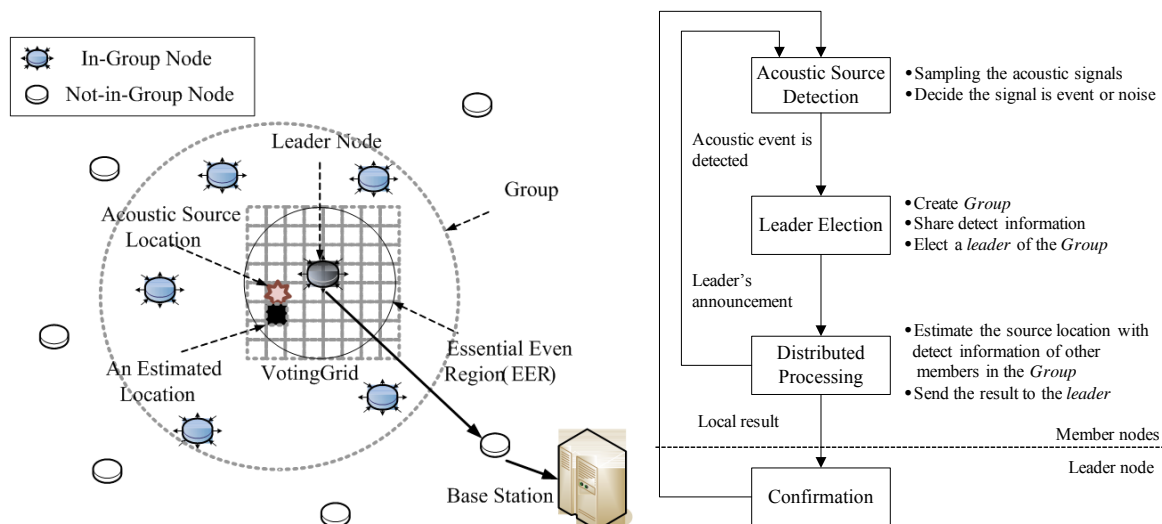 In-Group Node
Not-in-Group Node
Leader Node
Group
Acoustic Source
Location
An Estimated
Location
VotingGrid
Essential Even
Region(EER)
Base Station
Acoustic Source
Detection
•Sampling the acoustic signals
•Decide the signal is event or noise
Acoustic event is
detected
Leader Election
•Create Group
•Share detect information
•Elect a leader of the Group
Leader's
announcement
Distributed
Processing
•Estimate the source location with
detect information of other
members in the Group
•Send the result to the leader
Local result
Member nodes
Leader node
Confirmation